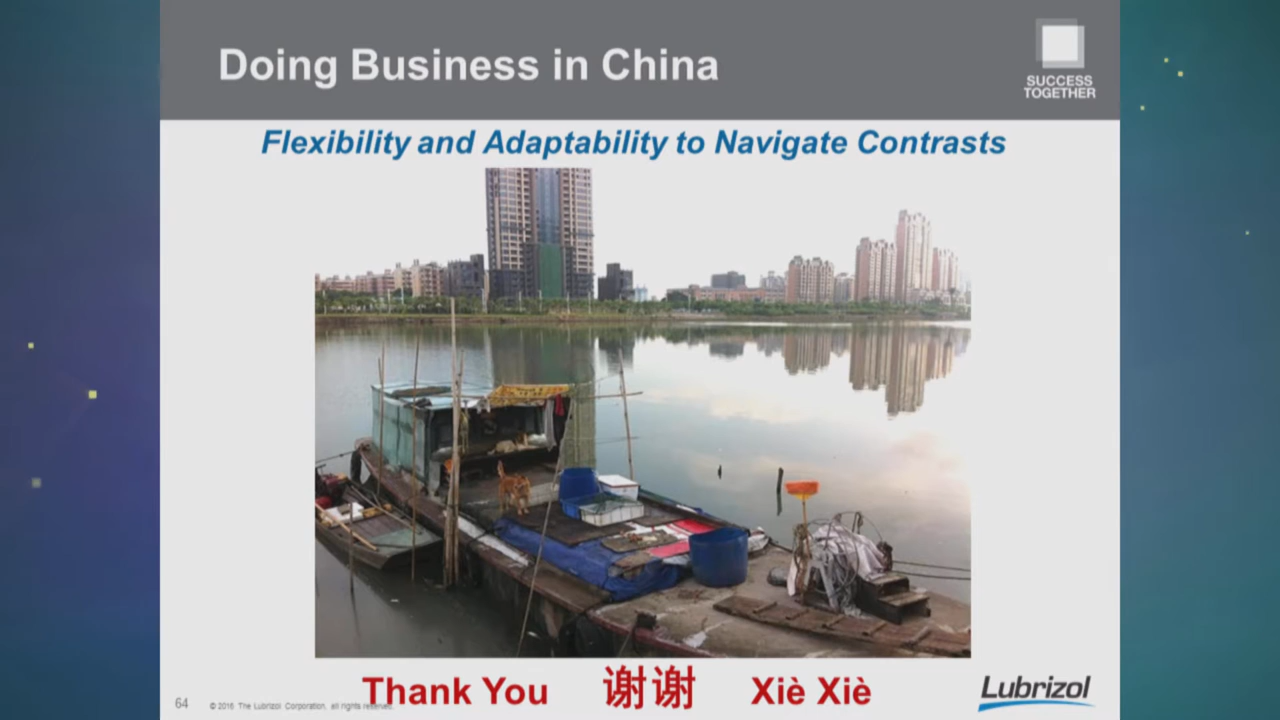 Doing Business in China
SUCCESS
TOGETHER
Flexibility and Adaptability to Navigate Contrasts
Thank You 谢谢 Xiè Xiè
64 © 2016 The Lubrizol Corporation, all rights reserved.
Lubrizol